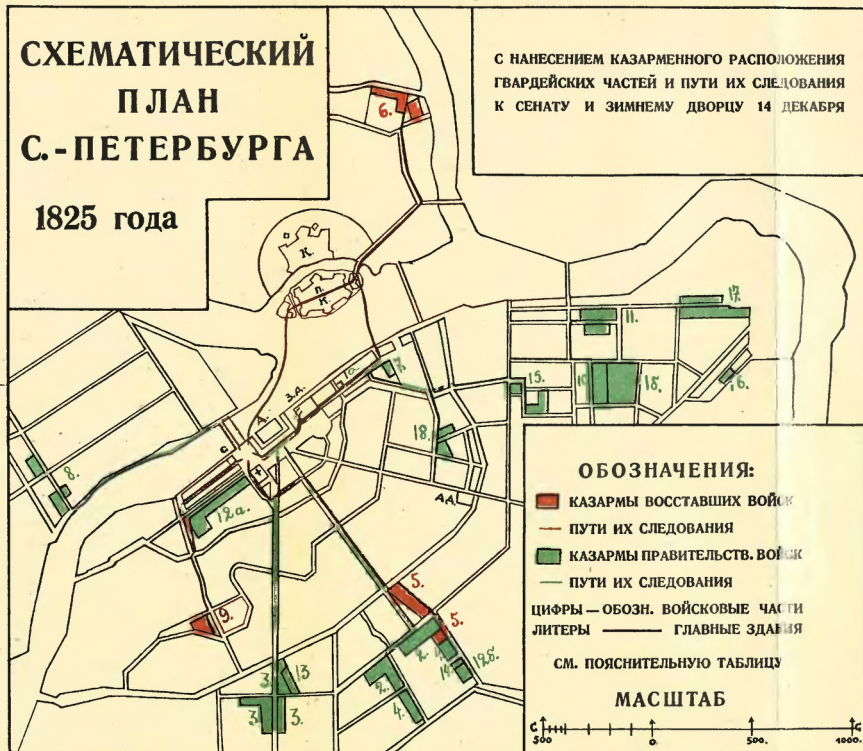 СХЕМАТИЧЕСКИЙ
ПЛАН
С.-ПЕТЕРБУРГА
1825 года
С НАНЕСЕНИЕМ КАЗАРМЕННОГО РАСПОЛОЖЕНИЯ
ГВАРДЕЙСКИХ ЧАСТЕЙ И ПУТИ ИХ СЛЕДОВАНИЯ
К СЕНАТУ И ЗИМНЕМУ ДВОРЦУ 14 ДЕКАБРЯ
6.
К.
П.
К.
17.
11.
1а.
7.
З.Д.
15.
10
1б.
16.
А.
18.
С
8.
+
А.А.
12а.
5.
9.
5.
2.
14.
12б.
3.
13
2.
3.
3.
4.
ОБОЗНАЧЕНИЯ:
КАЗАРМЫ ВОССТАВШИХ ВОЙСК
ПУТИ ИХ СЛЕДОВАНИЯ
КАЗАРМЫ ПРАВИТЕЛЬСТВ. ВОЙСК
ПУТИ ИХ СЛЕДОВАНИЯ
ЦИФРЫ — ОБОЗН. ВОЙСКОВЫЕ ЧАСТИ
ЛИТЕРЫ —— ГЛАВНЫЕ ЗДАНИЯ
СМ. ПОЯСНИТЕЛЬНУЮ ТАБЛИЦУ
МАСШТАБ
С С
500 0. 500. 1000.